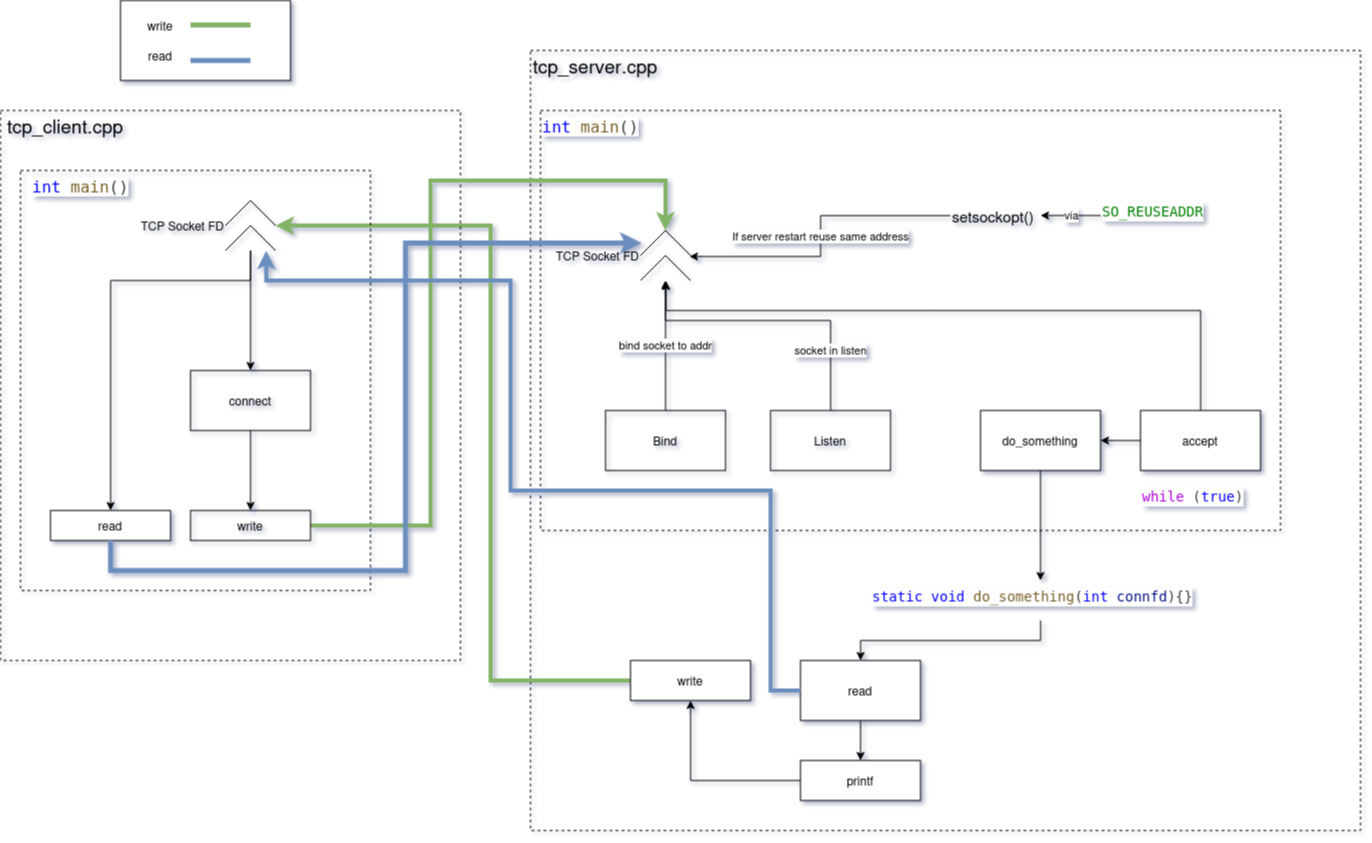 write
read
tcp_server.cpp
tcp_client.cpp
int main()
int main()
TCP Socket FD
setsockopt()
via
SO_REUSEADDR
If server restart reuse same address
TCP Socket FD
bind socket to addr
socket in listen
connect
Bind
Listen
do_something
accept
while (true)
read
write
static void do_something(int connfd){}
write
read
printf